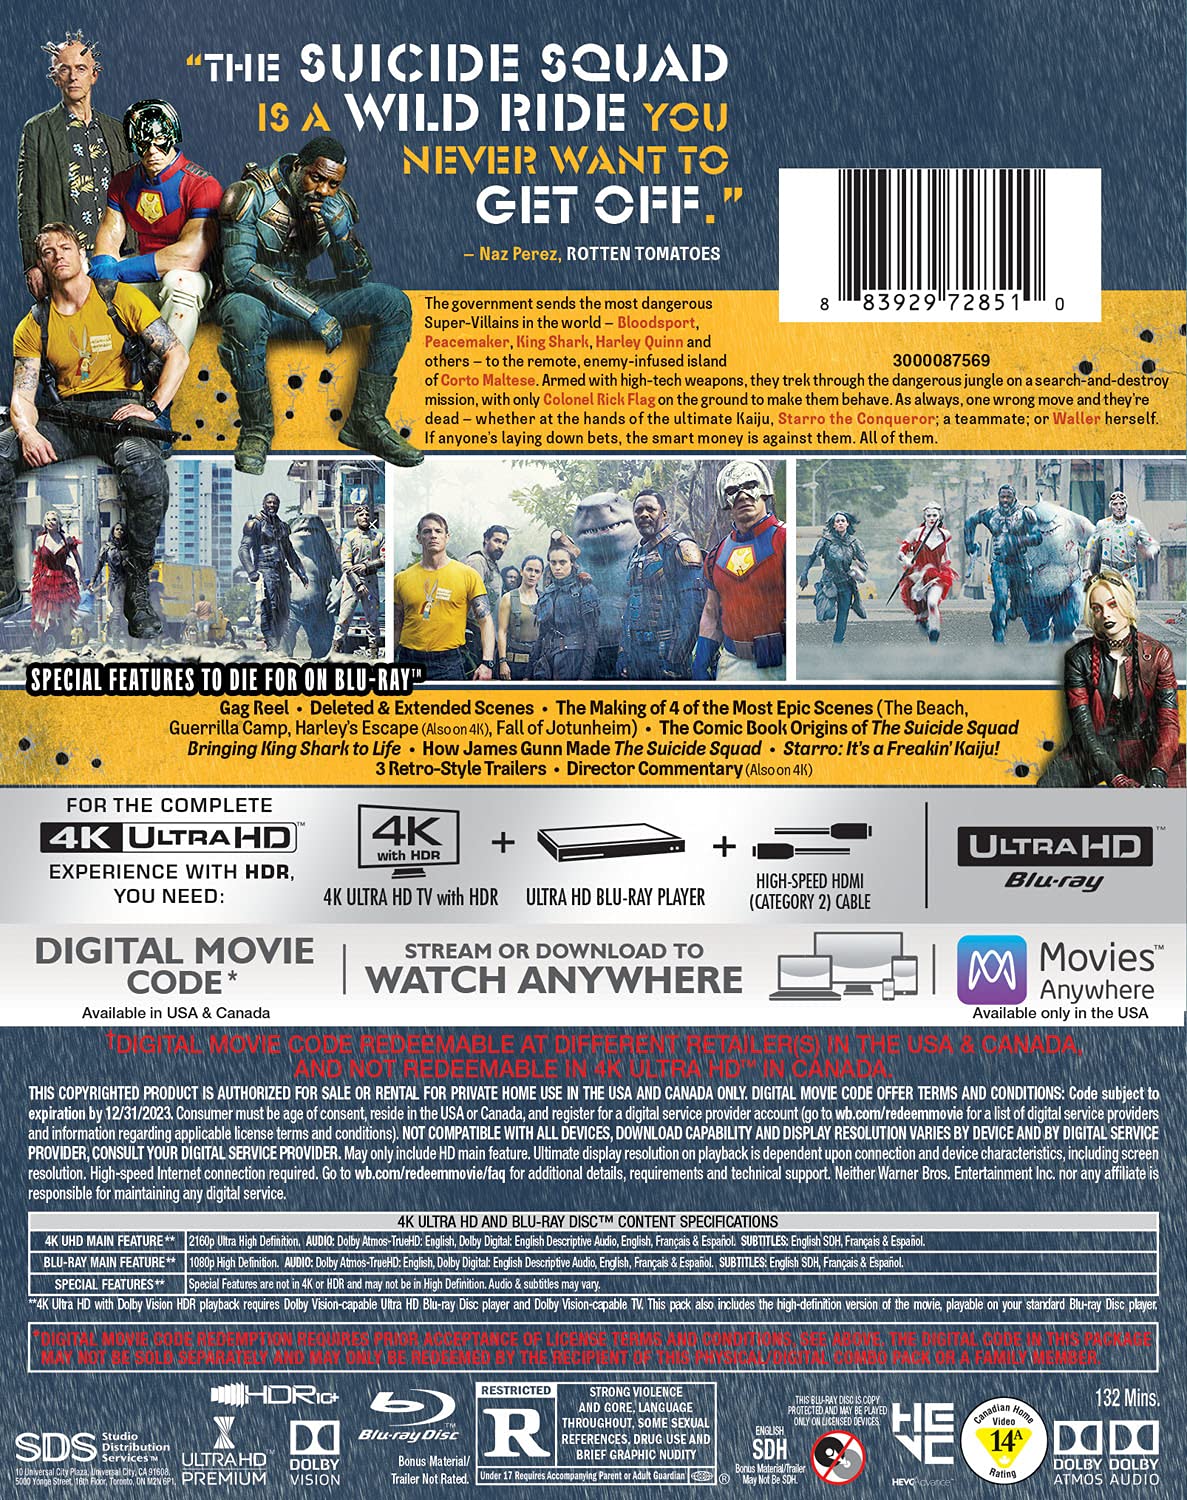 “THE SUICIDE SQUAD
IS A WILD RIDE YOU
NEVER WANT TO
GET OFF.”
– Naz Perez, ROTTEN TOMATOES
8 83929 72851 0
3000087569
The government sends the most dangerous
Super-Villains in the world – Bloodsport,
Peacemaker, King Shark, Harley Quinn and
others – to the remote, enemy-infused island
of Corto Maltese. Armed with high-tech weapons, they trek through the dangerous jungle on a search-and-destroy
mission, with only Colonel Rick Flag on the ground to make them behave. As always, one wrong move and they’re
dead – whether at the hands of the ultimate Kaiju, Starro the Conqueror; a teammate; or Waller herself.
If anyone’s laying down bets, the smart money is against them. All of them.
SPECIAL FEATURES TO DIE FOR ON BLU-RAY™
Gag Reel • Deleted & Extended Scenes • The Making of 4 of the Most Epic Scenes (The Beach,
Guerrilla Camp, Harley’s Escape (Also on 4K), Fall of Jotunheim) • The Comic Book Origins of The Suicide Squad
Bringing King Shark to Life • How James Gunn Made The Suicide Squad • Starro: It’s a Freakin’ Kaiju!
3 Retro-Style Trailers • Director Commentary (Also on 4K)
FOR THE COMPLETE
4K ULTRA HD™
EXPERIENCE WITH HDR,
YOU NEED:
4K
with HDR
4K ULTRA HD TV with HDR
+
ULTRA HD BLU-RAY PLAYER
+
HIGH-SPEED HDMI
(CATEGORY 2) CABLE
ULTRA HD™
Blu-ray
DIGITAL MOVIE
CODE*
Available in USA & Canada
STREAM OR DOWNLOAD TO
WATCH ANYWHERE
Movies™
Anywhere
Available only in the USA
†DIGITAL MOVIE CODE REDEEMABLE AT DIFFERENT RETAILER(S) IN THE USA & CANADA,
AND NOT REDEEMABLE IN 4K ULTRA HD™ IN CANADA.
THIS COPYRIGHTED PRODUCT IS AUTHORIZED FOR SALE OR RENTAL FOR PRIVATE HOME USE IN THE USA AND CANADA ONLY. DIGITAL MOVIE CODE OFFER TERMS AND CONDITIONS: Code subject to
expiration by 12/31/2023. Consumer must be age of consent, reside in the USA or Canada, and register for a digital service provider account (go to wb.com/redeemmovie for a list of digital service providers
and information regarding applicable license terms and conditions). NOT COMPATIBLE WITH ALL DEVICES, DOWNLOAD CAPABILITY AND DISPLAY RESOLUTION VARIES BY DEVICE AND BY DIGITAL SERVICE
PROVIDER, CONSULT YOUR DIGITAL SERVICE PROVIDER. May only include HD main feature. Ultimate display resolution on playback is dependent upon connection and device characteristics, including screen
resolution. High-speed Internet connection required. Go to wb.com/redeemmovie/faq for additional details, requirements and technical support. Neither Warner Bros. Entertainment Inc. nor any affiliate is
responsible for maintaining any digital service.
4K ULTRA HD AND BLU-RAY DISC™ CONTENT SPECIFICATIONS
4K UHD MAIN FEATURE** 2160p Ultra High Definition. AUDIO: Dolby Atmos-TrueHD: English, Dolby Digital: English Descriptive Audio, English, Français & Español. SUBTITLES: English SDH, Français & Español.
BLU-RAY MAIN FEATURE** 1080p High Definition. AUDIO: Dolby Atmos-TrueHD: English, Dolby Digital: English Descriptive Audio, English, Français & Español. SUBTITLES: English SDH, Français & Español.
SPECIAL FEATURES** Special Features are not in 4K or HDR and may not be in High Definition. Audio & subtitles may vary.
**4K Ultra HD with Dolby Vision HDR playback requires Dolby Vision-capable Ultra HD Blu-ray Disc player and Dolby Vision-capable TV. This pack also includes the high-definition version of the movie, playable on your standard Blu-ray Disc player.
*DIGITAL MOVIE CODE REDEMPTION REQUIRES PRIOR ACCEPTANCE OF LICENSE TERMS AND CONDITIONS, SEE ABOVE. THE DIGITAL CODE IN THIS PACKAGE
MAY NOT BE SOLD SEPARATELY AND MAY ONLY BE REDEEMED BY THE RECIPIENT OF THIS PHYSICAL/DIGITAL COMBO PACK OR A FAMILY MEMBER.
SDS Studio
Distribution
Services™
10 Universal City Plaza, Universal City, CA 91608.
5000 Yonge Street, 16th Floor, Toronto, ON M2N 6P1.
HDR10+
ULTRA HD™
PREMIUM
DOLBY
VISION
Blu-ray Disc™
Bonus Material/
Trailer Not Rated.
RESTRICTED
R
Under 17 Requires Accompanying Parent or Adult Guardian
®
STRONG VIOLENCE
AND GORE, LANGUAGE
THROUGHOUT, SOME SEXUAL
REFERENCES, DRUG USE AND
BRIEF GRAPHIC NUDITY
ENGLISH
SDH
Bonus Material/Trailer
May Not Be SDH.
THIS BLU-RAY DISC IS COPY
PROTECTED AND MAY BE PLAYED
ONLY ON LICENSED DEVICES.
HEVC
HEVCAdvance™
Canadian Home
Video
14A
Rating
132 Mins.
DOLBY
ATMOS
DOLBY
AUDIO